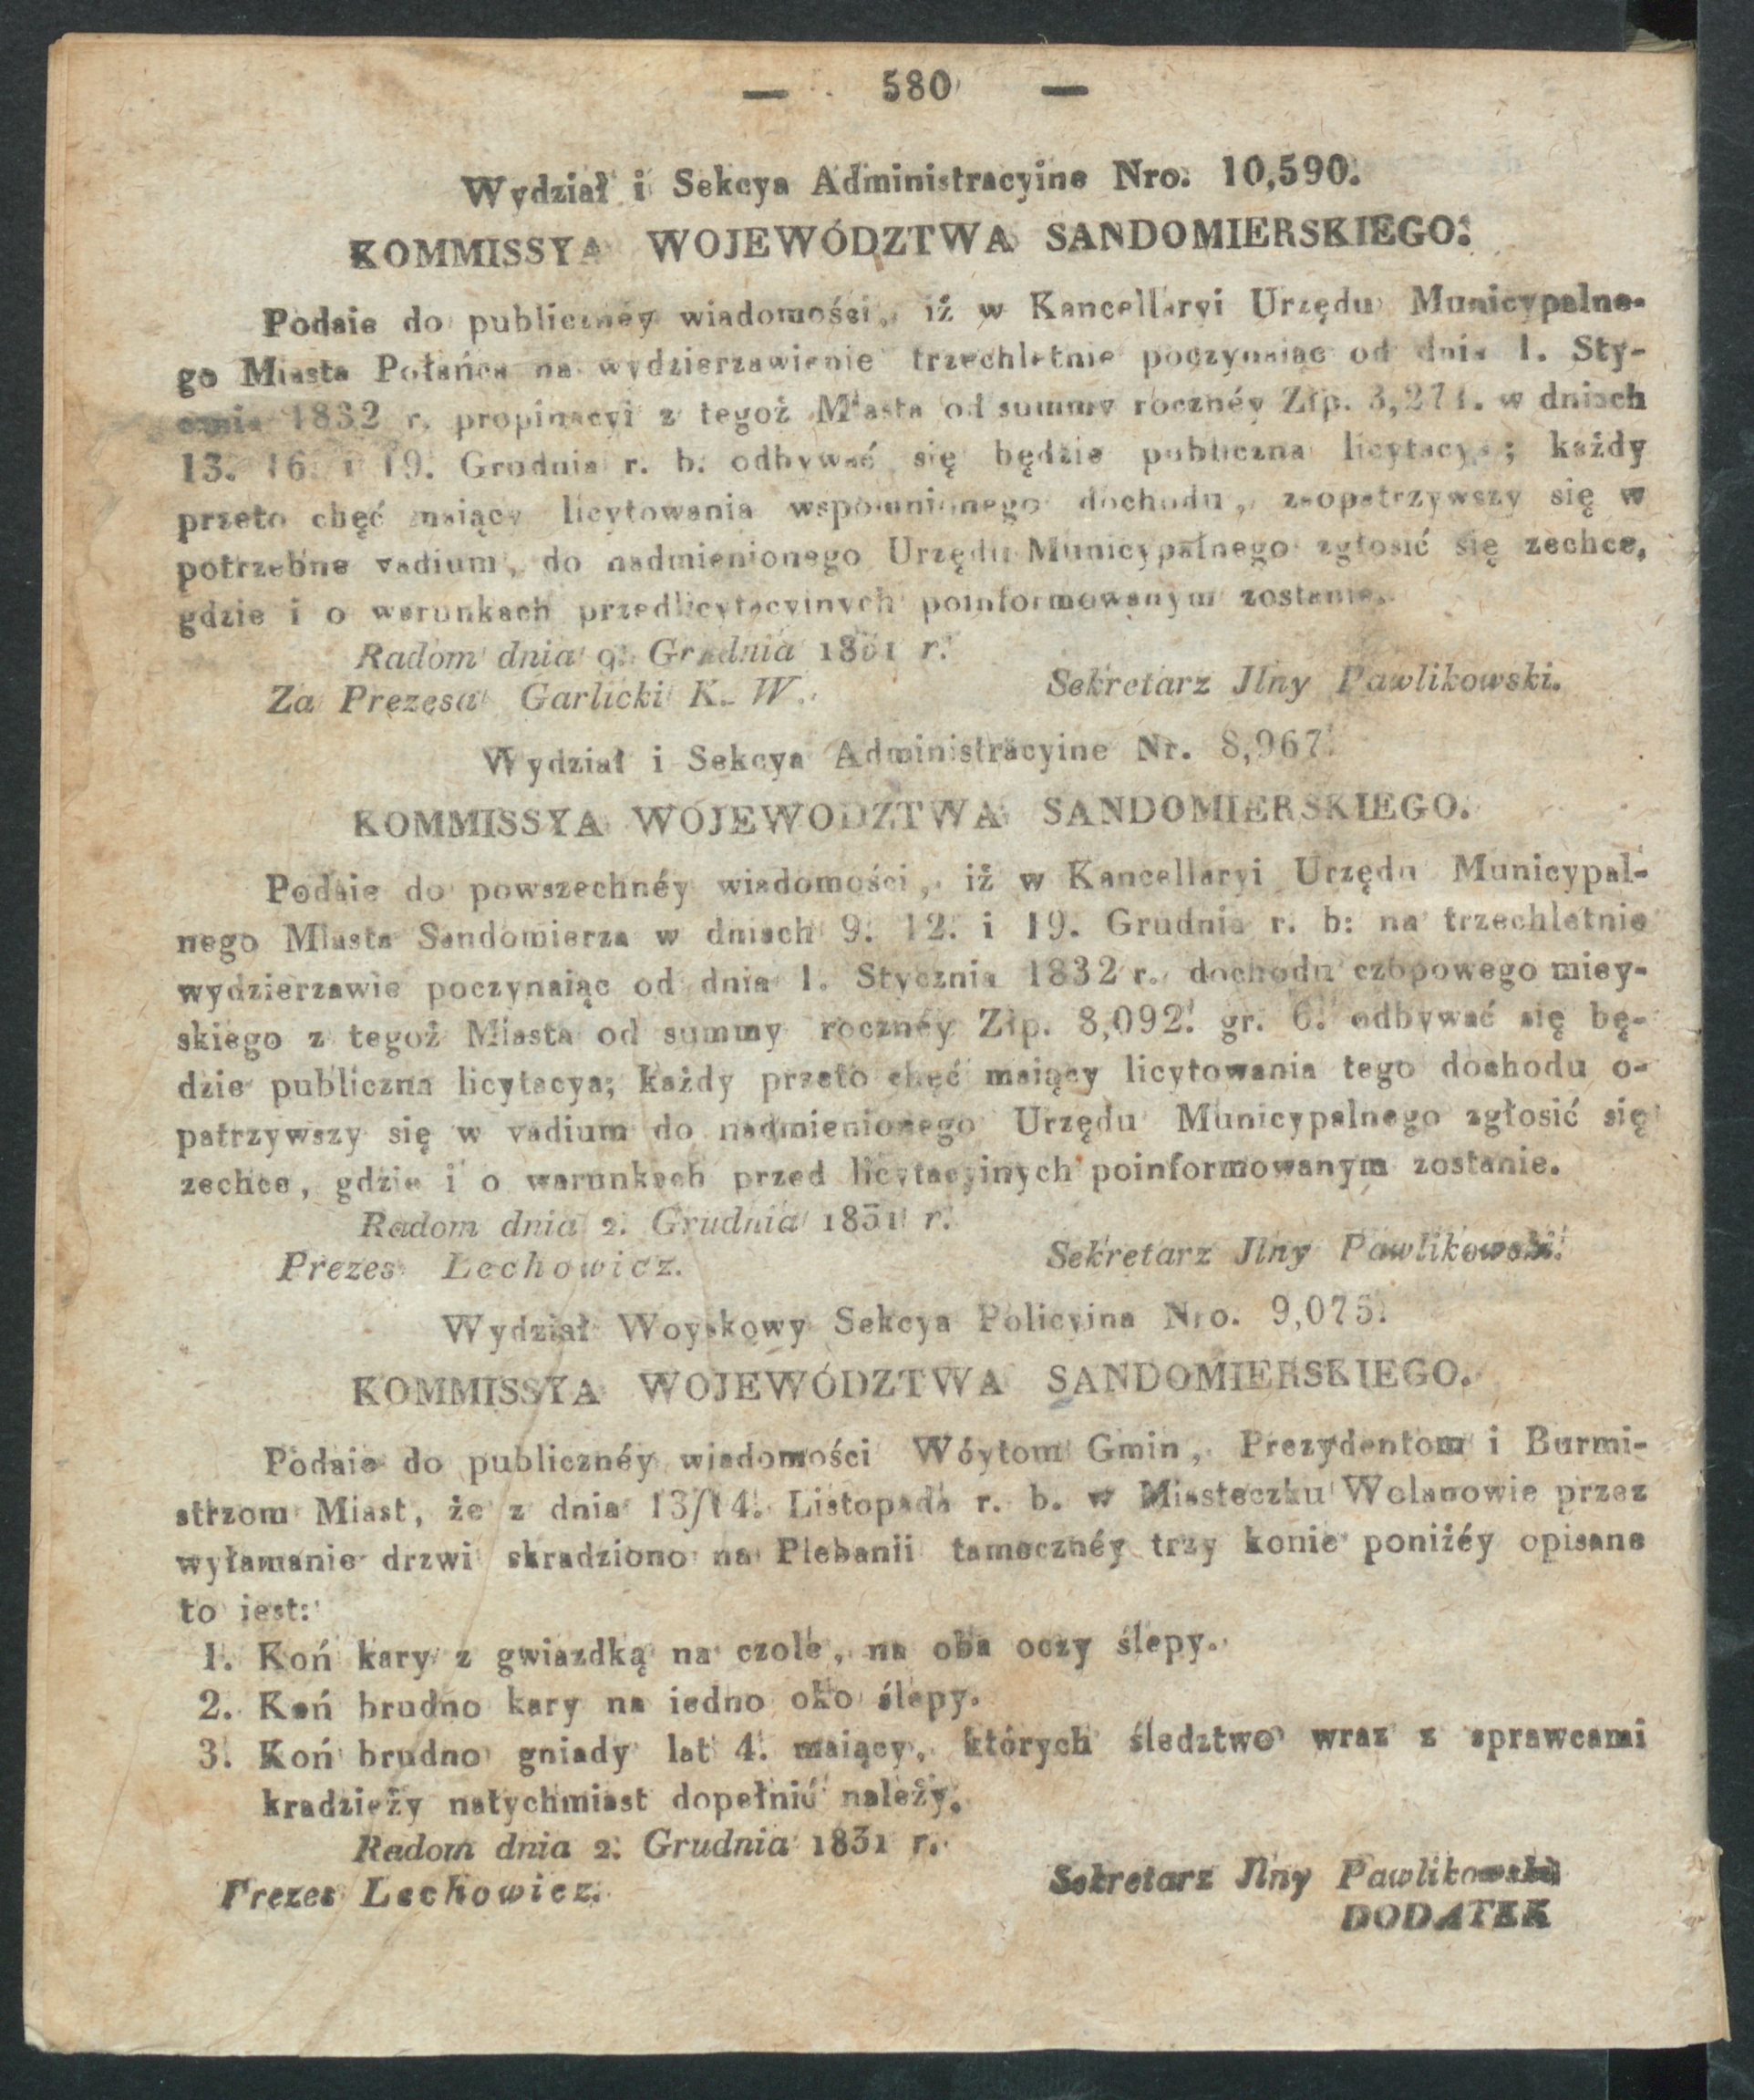 — 580 —
Wydział i Sekcya Administracyine Nro. 10,590.
KOMMISSYA WOJEWÓDZTWA SANDOMIERSKIEGO.
Podaie do publicznéy wiadomości, iż w Kancellaryi Urzędu Municypalne-
go Miasta Połańca na wydzierzawienie trzechletnie poczynaiąc od dnia 1. Sty-
cznia 1832 r. propinacyi z tegoż Miasta od summy rocznéy Złp. 3,271. w dniach
13. 16. i 19. Grudnia r. b. odbywać się będzie publiczna licytacya; każdy
przeto chęć maiący licytowania wspomnionego dochodu, zaopatrzywszy się w
potrzebne vadium, do nadmienionego Urzędu Municypalnego zgłosić się zechce,
gdzie i o warunkach przedlicytacyinych poinformowanym zostanie.
Radom dnia 9. Grudnia 1831 r.
Za Prezesa Garlicki K. W.
Sekretarz Jlny Pawlikowski.
Wydział i Sekcya Administracyine Nr. 8,967.
KOMMISSYA WOJEWODZTWA SANDOMIERSKIEGO.
Podaie do powszechnéy wiadomości, iż w Kancellaryi Urzędu Municypal-
nego Miasta Sandomierza w dniach 9. 12. i 19. Grudnia r. b: na trzechletnie
wydzierzawie poczynaiąc od dnia 1. Stycznia 1832 r. dochodu czopowego miey-
skiego z tegoż Miasta od summy rocznéy Złp. 8,092. gr. 6. odbywać się bę-
dzie publiczna licytacya; każdy przeto chęć maiący licytowania tego dochodu o-
patrzywszy się w vadium do nadmienionego Urzędu Municypalnego zgłosić się
zechce, gdzie i o warunkach przed licytacyinych poinformowanym zostanie.
Radom dnia 2. Grudnia 1831 r.
Prezes Lechowicz.
Sekretarz Jlny Pawlikowski.
Wydział Woyskowy Sekcya Policyina Nro. 9,075.
KOMMISSYA WOJEWÓDZTWA SANDOMIERSKIEGO.
Podaie do publicznéy wiadomości Wóytom Gmin, Prezydentom i Burmi-
strzom Miast, że z dnia 13/14. Listopada r. b. w Miasteczku Wolanowie przez
wyłamanie drzwi skradziono na Plebanii tamecznéy trzy konie poniżéy opisane
to iest:
1. Koń kary z gwiazdką na czole, na oba oczy ślepy.
2. Koń brudno kary na iedno oko ślepy.
3. Koń brudno gniady lat 4. maiący, których śledztwo wraz z sprawcami
kradzieży natychmiast dopełnić należy.
Radom dnia 2. Grudnia 1831 r.
Prezes Lechowicz.
Sekretarz Jlny Pawlikowski
DODATEK